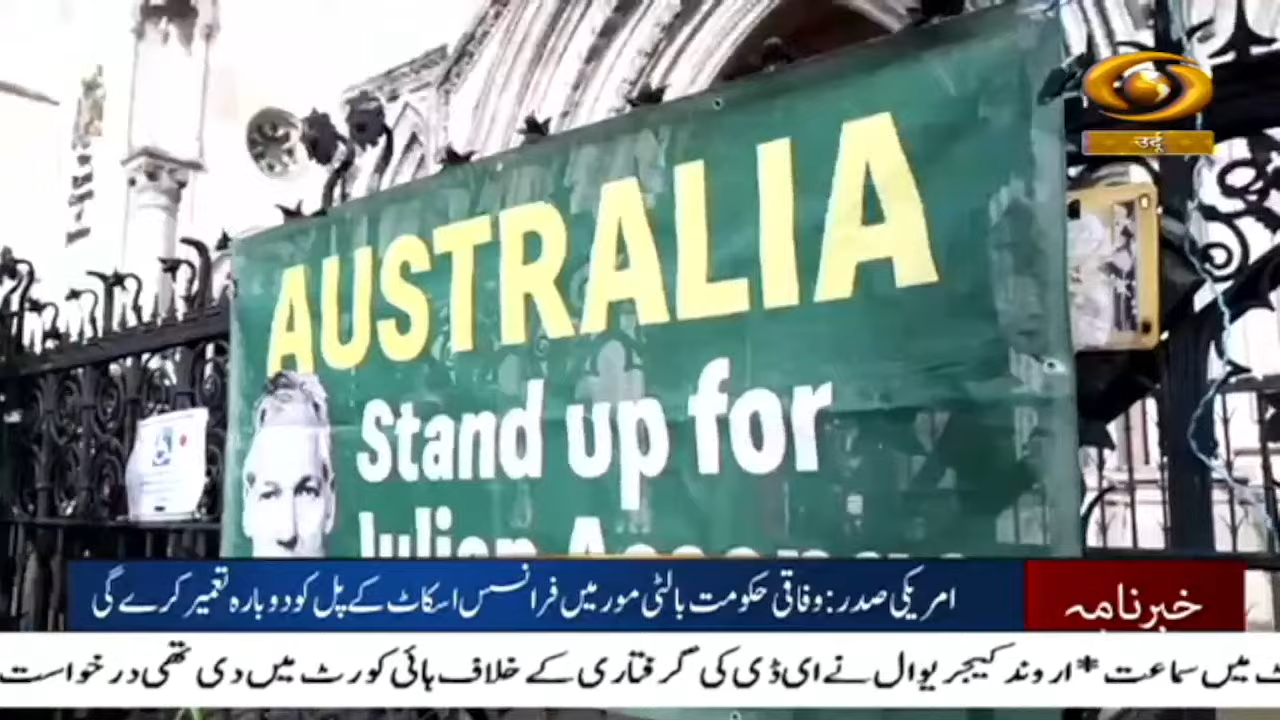 उर्दू
AUSTRALIA
Stand up for
Julian
امریکی صدر: وفاقی حکومت بالٹی مور میں فرانسس اسکاٹ کے پل کو دوبارہ تعمیر کرے گی
خبرنامہ
میں سماعت * اروند کیجریوال نے ای ڈی کی گرفتاری کے خلاف ہائی کورٹ میں دی تھی درخواست